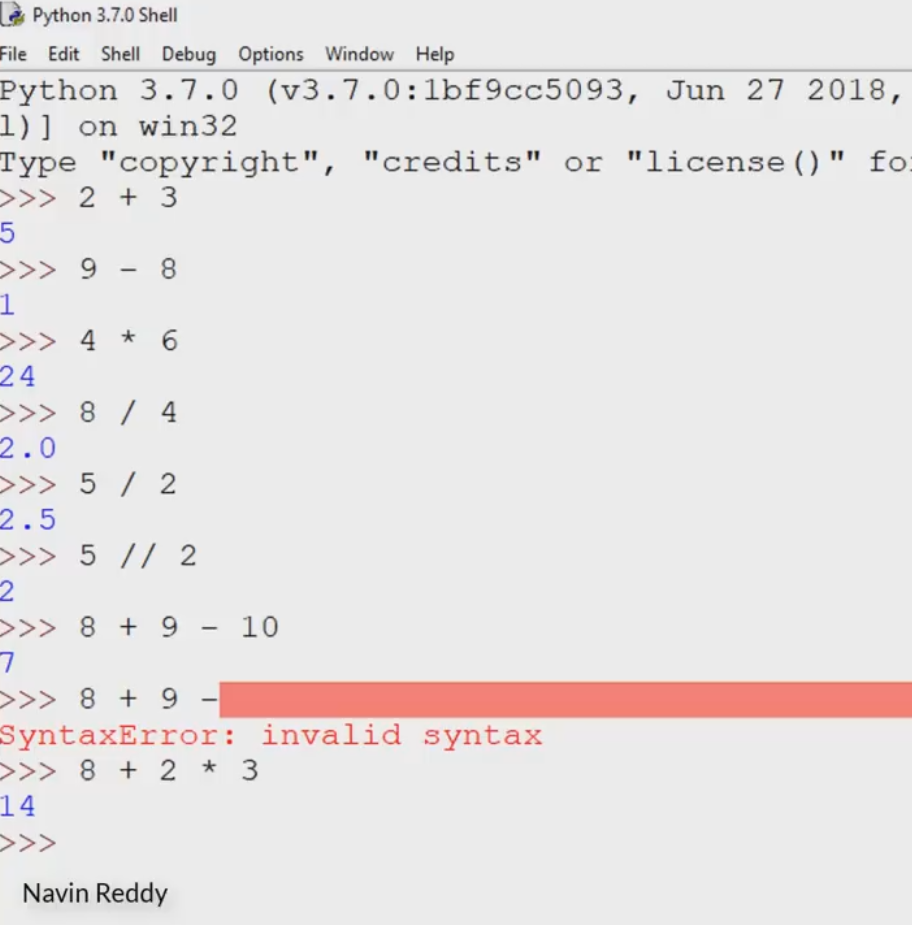 Python 3.7.0 Shell
File Edit Shell Debug Options Window Help
Python 3.7.0 (v3.7.0:1bf9cc5093, Jun 27 2018,
l)] on win32
Type "copyright", "credits" or "license()" for
>>> 2 + 3
5
>>> 9 - 8
1
>>> 4 * 6
24
>>> 8 / 4
2.0
>>> 5 / 2
2.5
>>> 5 // 2
2
>>> 8 + 9 - 10
7
>>> 8 + 9 -
SyntaxError: invalid syntax
>>> 8 + 2 * 3
14
>>>
Navin Reddy